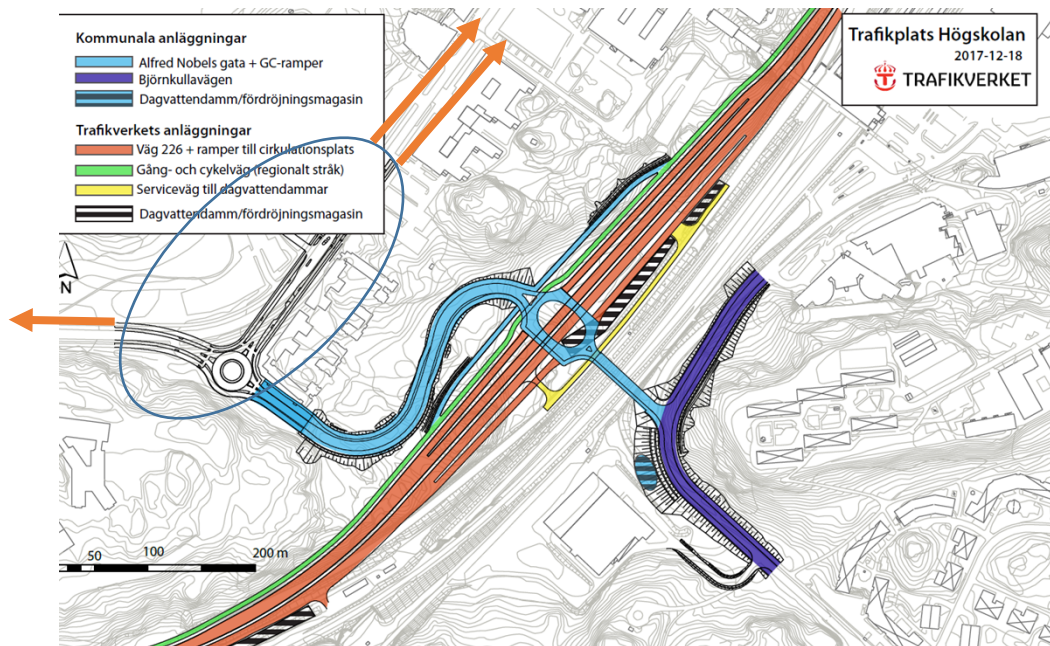 Kommunala anläggningar
Alfred Nobels gata + GC-ramper
Björnkullavägen
Dagvattendamm/fördröjningsmagasin
Trafikverkets anläggningar
Väg 226 + ramper till cirkulationsplats
Gång- och cykelväg (regionalt stråk)
Serviceväg till dagvattendammar
Dagvattendamm/fördröjningsmagasin
Trafikplats Högskolan
2017-12-18
TRAFIKVERKET
N
50 100 200 m